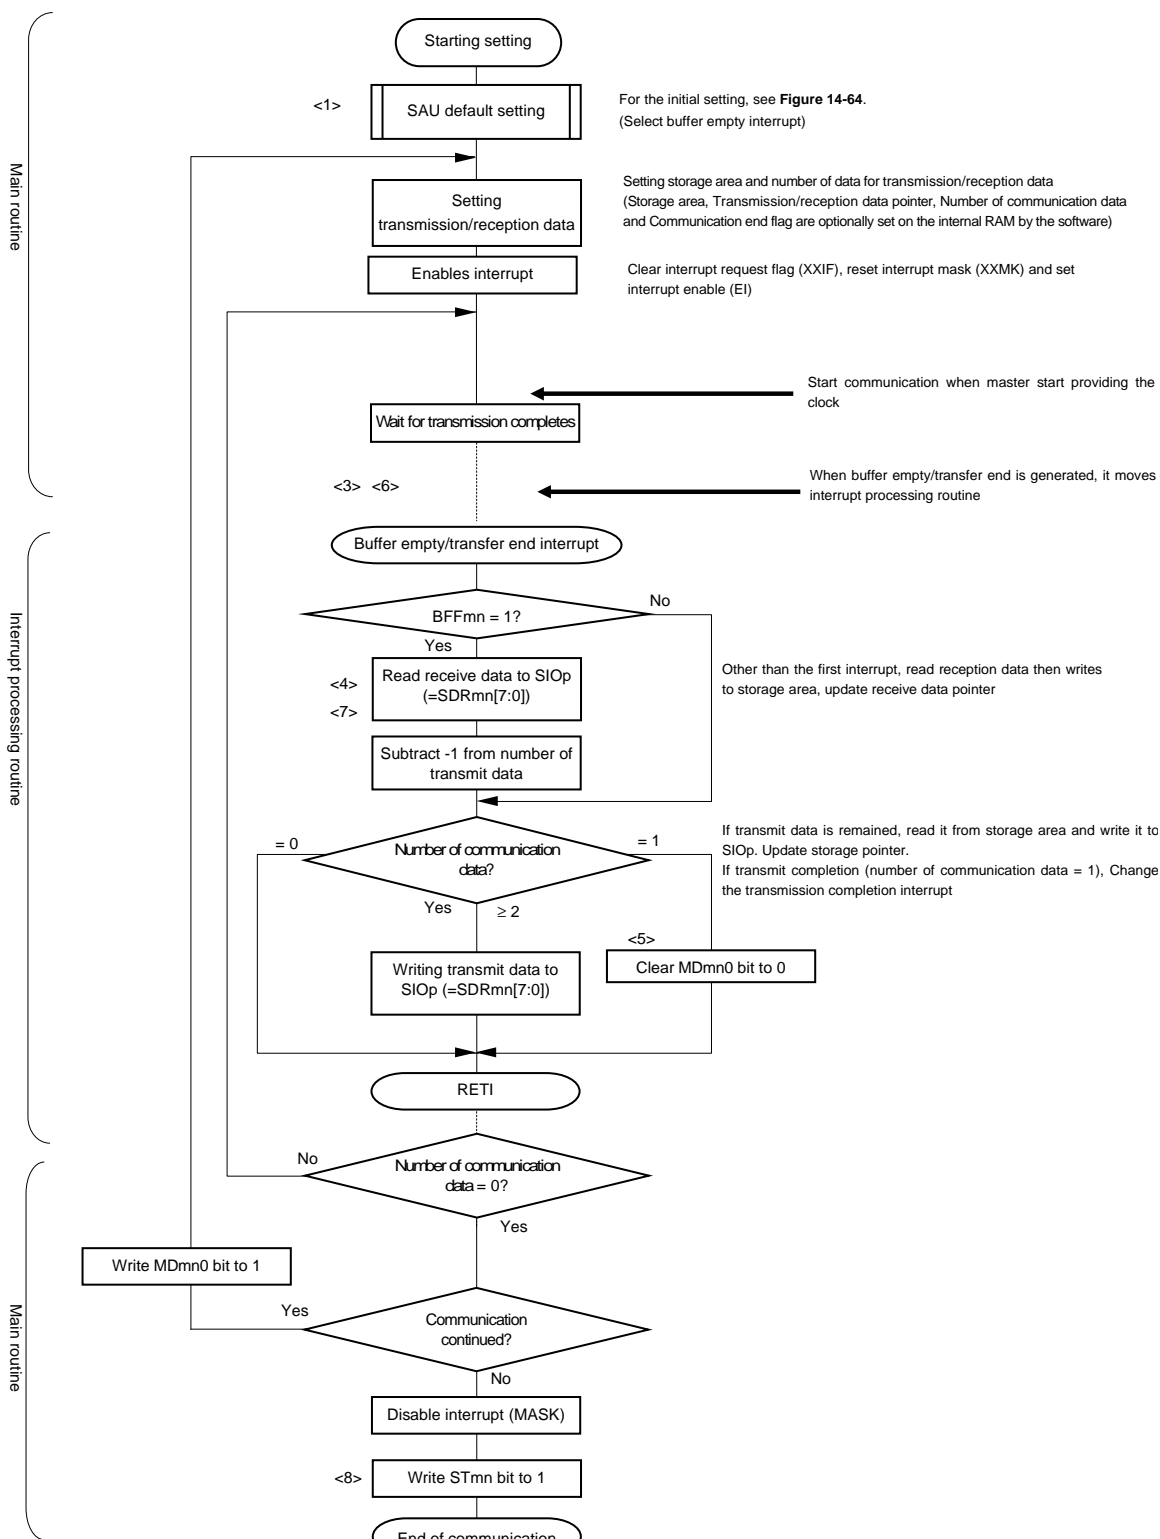 Starting setting
<1>
SAU default setting
For the initial setting, see Figure 14-64.
(Select buffer empty interrupt)
Main routine
Setting
transmission/reception data
Setting storage area and number of data for transmission/reception data
(Storage area, Transmission/reception data pointer, Number of communication data
and Communication end flag are optionally set on the internal RAM by the software)
Enables interrupt
Clear interrupt request flag (XXIF), reset interrupt mask (XXMK) and set
interrupt enable (EI)
Start communication when master start providing the
clock
Wait for transmission completes
<3> <6>
When buffer empty/transfer end is generated, it moves
interrupt processing routine
Buffer empty/transfer end interrupt
Interrupt processing routine
BFFmn = 1?
No
Yes
<4>
<7>
Read receive data to SIOp
(=SDRmn[7:0])
Other than the first interrupt, read reception data then writes
to storage area, update receive data pointer
Subtract -1 from number of
transmit data
= 0
Number of communication
data?
= 1
If transmit data is remained, read it from storage area and write it to
SIOp. Update storage pointer.
If transmit completion (number of communication data = 1), Change
the transmission completion interrupt
Yes
≥ 2
<5>
Writing transmit data to
SIOp (=SDRmn[7:0])
Clear MDmn0 bit to 0
RETI
No
Number of communication
data = 0?
Yes
Write MDmn0 bit to 1
Main routine
Yes
Communication
continued?
No
Disable interrupt (MASK)
<8>
Write STmn bit to 1
End of communication